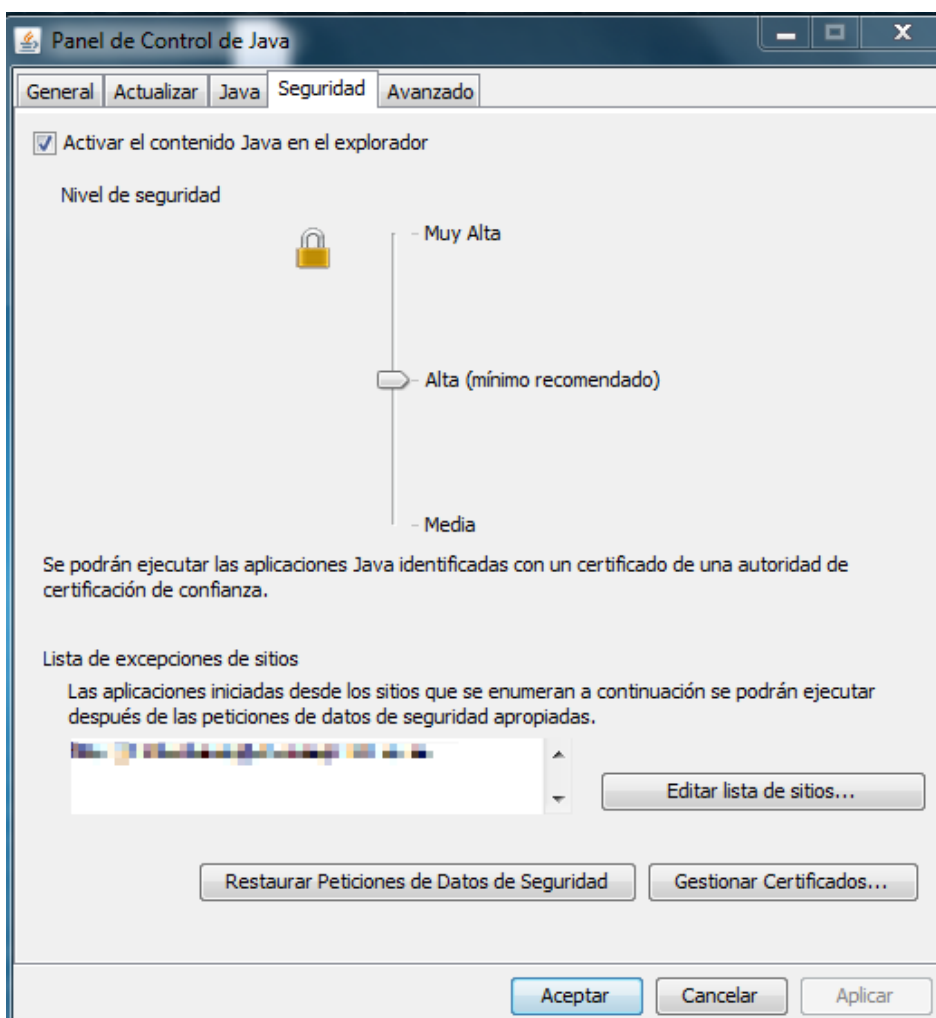 Panel de Control de Java
General Actualizar Java Seguridad Avanzado
Activar el contenido Java en el explorador
Nivel de seguridad
- Muy Alta
- Alta (mínimo recomendado)
- Media
Se podrán ejecutar las aplicaciones Java identificadas con un certificado de una autoridad de
certificación de confianza.
Lista de excepciones de sitios
Las aplicaciones iniciadas desde los sitios que se enumeran a continuación se podrán ejecutar
después de las peticiones de datos de seguridad apropiadas.
Editar lista de sitios...
Restaurar Peticiones de Datos de Seguridad Gestionar Certificados...
Aceptar Cancelar Aplicar